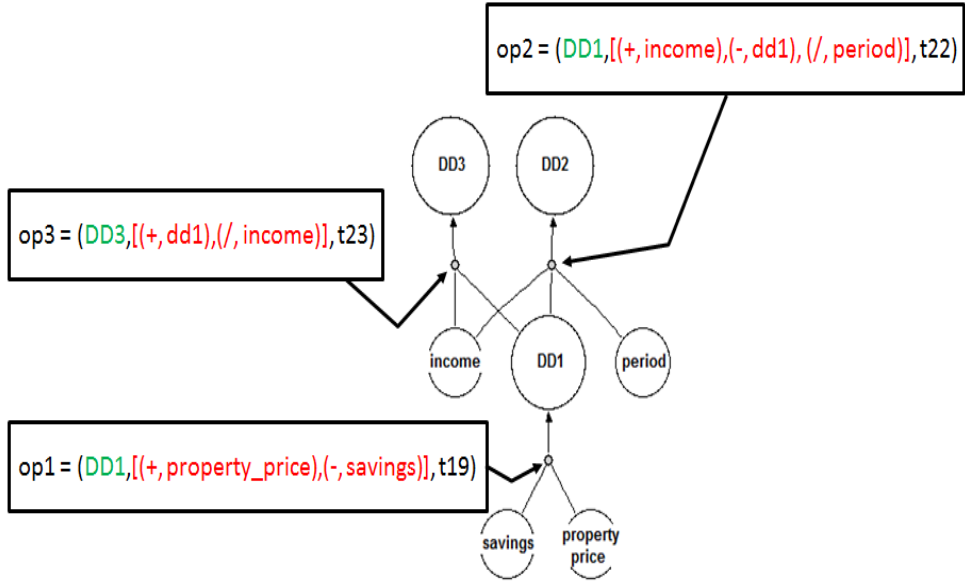 op2 = (DD1,[(+, income),(-, dd1), (/, period)],t22)
DD3
DD2
op3 = (DD3,[(+, dd1),(/, income)],t23)
income
DD1
period
op1 = (DD1,[(+, property_price),(-, savings)],t19)
savings
property
price